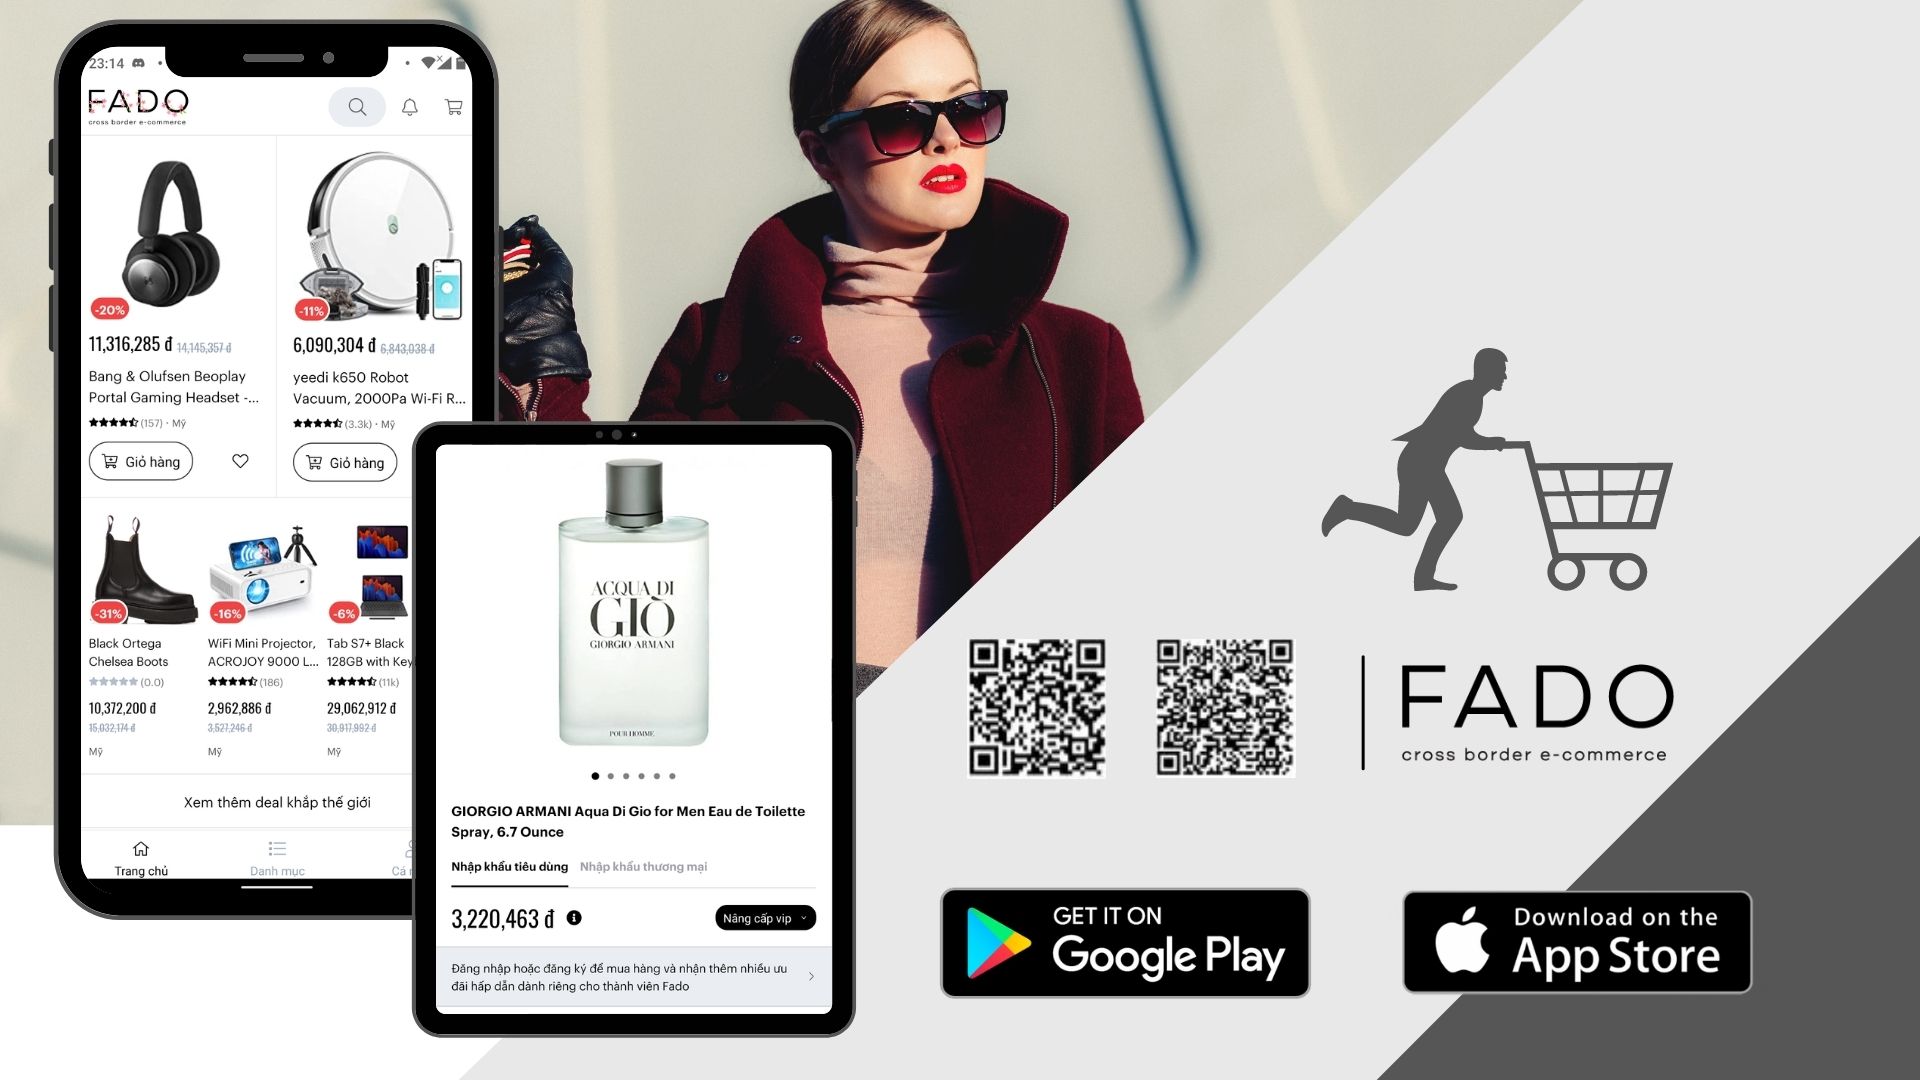 23:14
FADO
cross border e-commerce
-20%
-11%
11,316,285 đ 14,145,357 đ
6,090,304 đ 6,843,038 đ
Bang & Olufsen Beoplay
Portal Gaming Headset -...
yeedi k650 Robot
Vacuum, 2000Pa Wi-Fi R...
(157) · Mỹ
(3.3k) · Mỹ
Giỏ hàng
Giỏ hàng
-31%
-16%
-6%
Black Ortega
Chelsea Boots
WiFi Mini Projector,
ACROJOY 9000 L...
Tab S7+ Black
128GB with Key
(0.0)
(186)
(11k)
10,372,200 đ
2,962,886 đ
29,062,912 đ
15,032,174 đ
3,527,246 đ
30,917,992 đ
Mỹ
Mỹ
Mỹ
Xem thêm deal khắp thế giới
Trang chủ
Danh mục
Cá
ACQUA DI
GIÒ
GIORGIO ARMANI
POUR HOMME
GIORGIO ARMANI Aqua Di Gio for Men Eau de Toilette
Spray, 6.7 Ounce
Nhập khẩu tiêu dùng
Nhập khẩu thương mại
3,220,463 đ
Nâng cấp vip
Đăng nhập hoặc đăng ký để mua hàng và nhận thêm nhiều ưu
đãi hấp dẫn dành riêng cho thành viên Fado
FADO
cross border e-commerce
GET IT ON
Google Play
Download on the
App Store